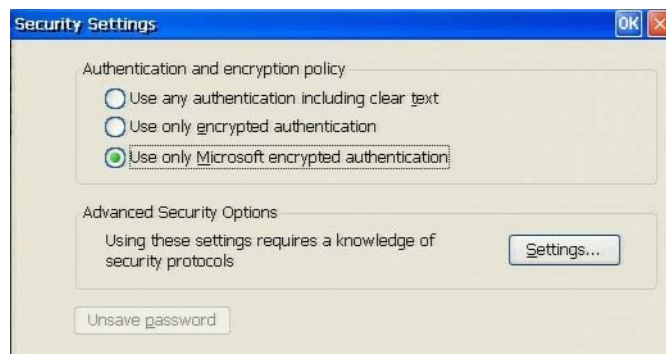 Security Settings OK
Authentication and encryption policy
Use any authentication including clear text
Use only encrypted authentication
Use only Microsoft encrypted authentication
Advanced Security Options
Using these settings requires a knowledge of
security protocols
Settings...
Unsave password